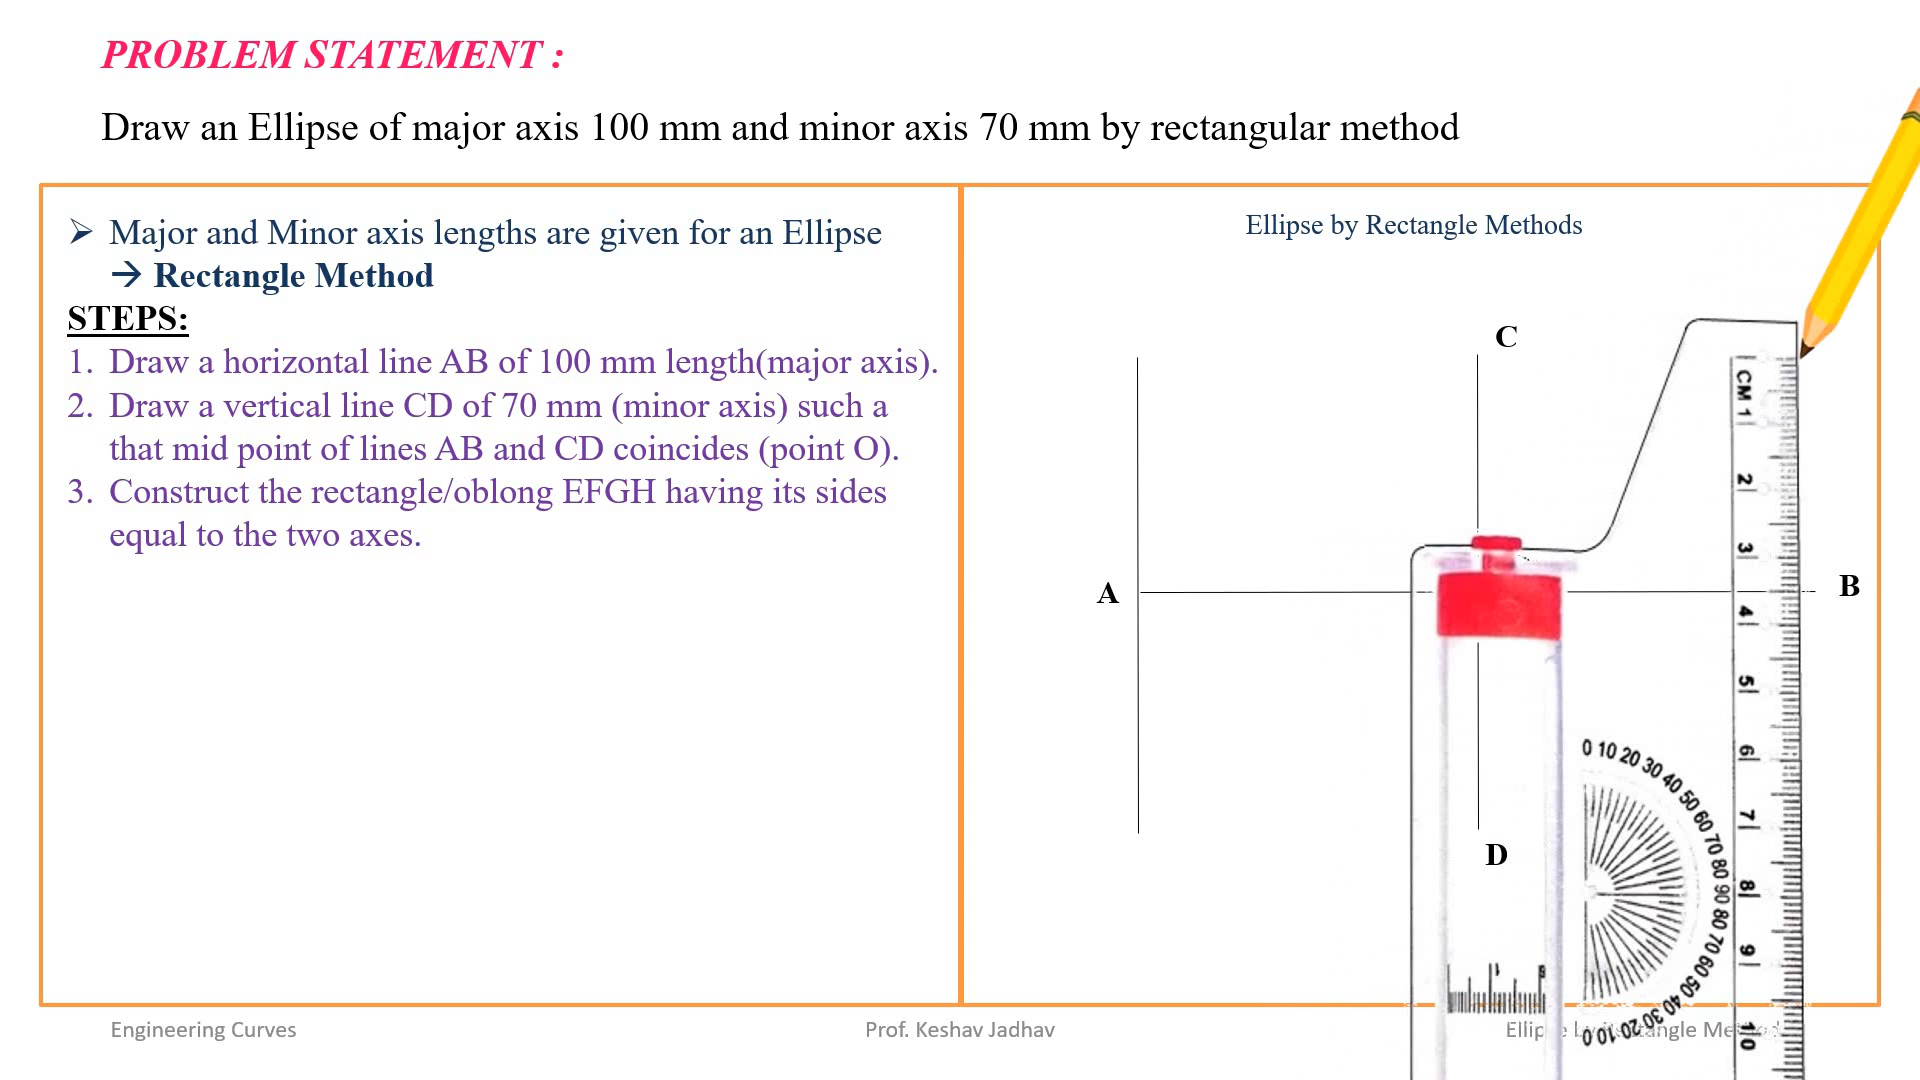 PROBLEM STATEMENT :
Draw an Ellipse of major axis 100 mm and minor axis 70 mm by rectangular method
➢ Major and Minor axis lengths are given for an Ellipse
→ Rectangle Method
STEPS:
1. Draw a horizontal line AB of 100 mm length(major axis).
2. Draw a vertical line CD of 70 mm (minor axis) such a
that mid point of lines AB and CD coincides (point O).
3. Construct the rectangle/oblong EFGH having its sides
equal to the two axes.
Ellipse by Rectangle Methods
C
A
B
D
CM 1
2
3
4
5
6
7
8
9
10
0 10 20 30 40 50 60 70 80 90 80 70 60 50 40 30 20 10 0
1
Engineering Curves
Prof. Keshav Jadhav